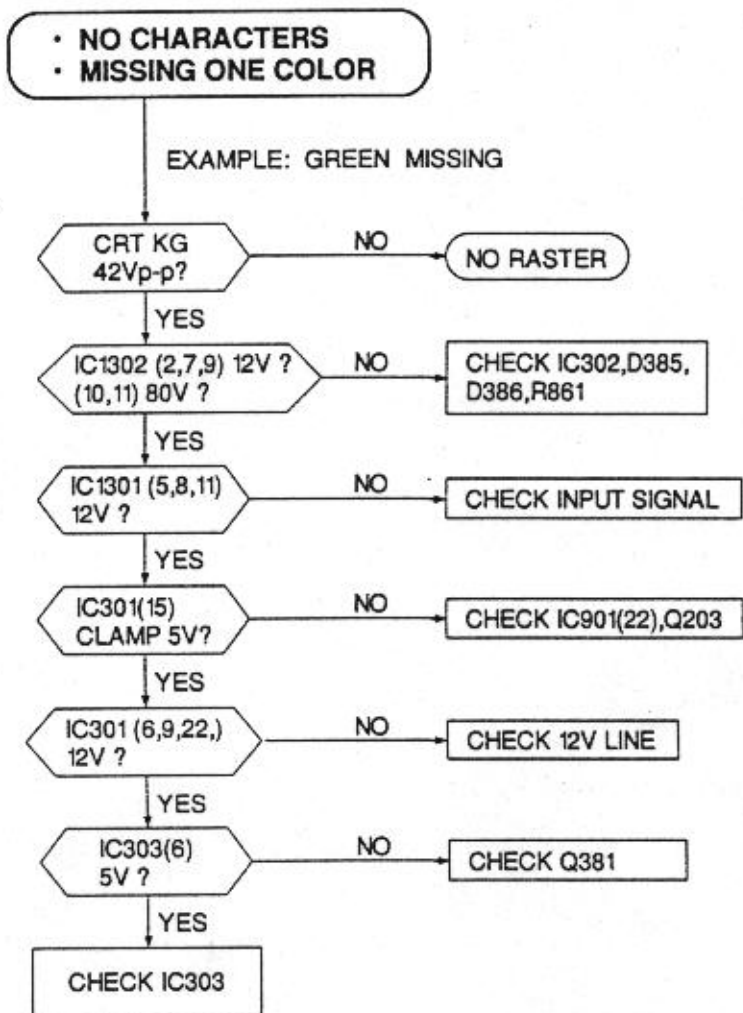 · NO CHARACTERS
· MISSING ONE COLOR
EXAMPLE: GREEN MISSING
CRT KG
42Vp-p?
NO
NO RASTER
YES
IC1302 (2,7,9) 12V ?
(10,11) 80V ?
NO
CHECK IC302,D385,
D386,R861
YES
IC1301 (5,8,11)
12V ?
NO
CHECK INPUT SIGNAL
YES
IC301(15)
CLAMP 5V?
NO
CHECK IC901(22),Q203
YES
IC301 (6,9,22,)
12V ?
NO
CHECK 12V LINE
YES
IC303(6)
5V ?
NO
CHECK Q381
YES
CHECK IC303